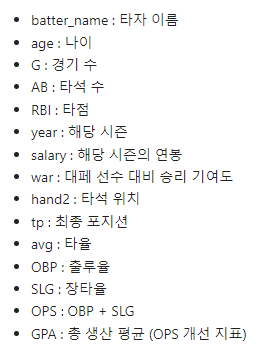 • batter_name : 타자 이름
• age : 나이
• G : 경기 수
• AB : 타석 수
• RBI : 타점
• year : 해당 시즌
• salary : 해당 시즌의 연봉
• war : 대페 선수 대비 승리 기여도
• hand2 : 타석 위치
• tp : 최종 포지션
• avg : 타율
• OBP : 출루율
• SLG : 장타율
• OPS : OBP + SLG
• GPA : 총 생산 평균 (OPS 개선 지표)